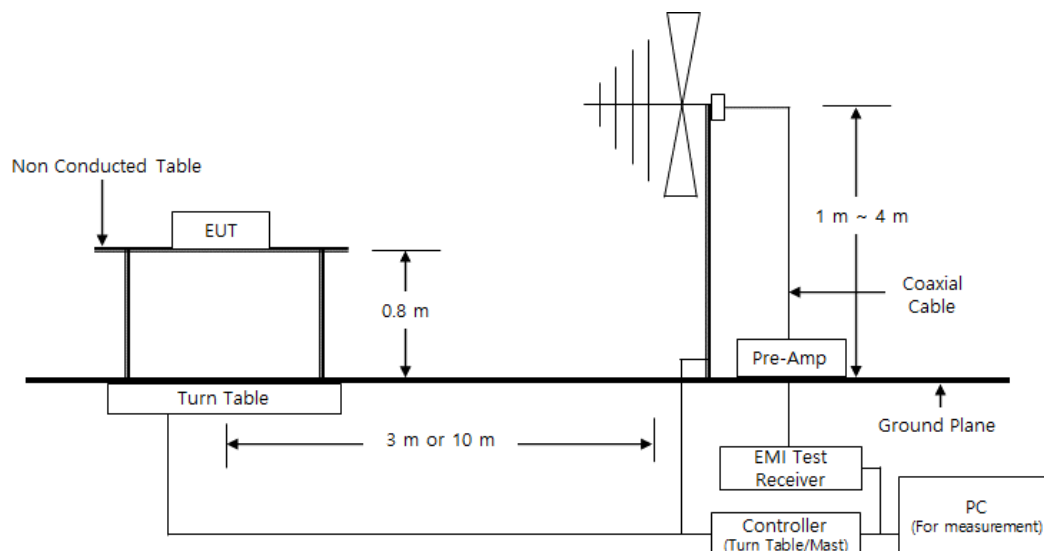 Non Conducted Table
EUT
0.8 m
1 m ~ 4 m
Coaxial
Cable
Pre-Amp
Turn Table
Ground Plane
3 m or 10 m
EMI Test
Receiver
PC
(For measurement)
Controller
(Turn Table/Mast)